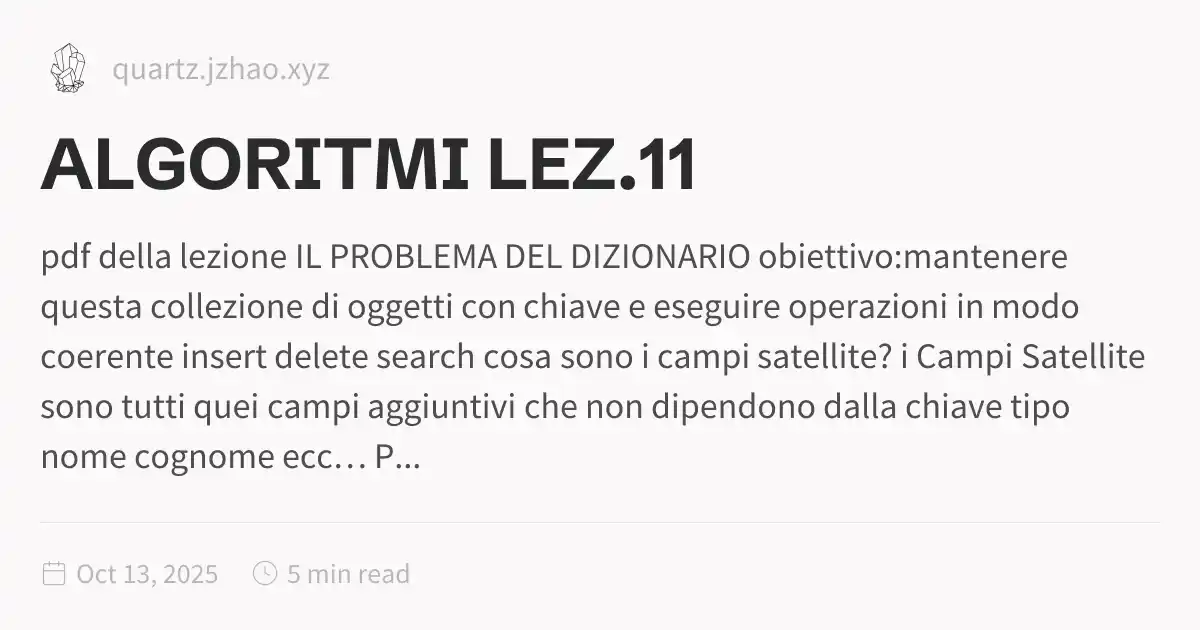 quartz.jzhao.xyz
ALGORITMI LEZ.11
pdf della lezione IL PROBLEMA DEL DIZIONARIO obiettivo:mantenere
questa collezione di oggetti con chiave e eseguire operazioni in modo
coerente insert delete search cosa sono i campi satellite? i Campi Satellite
sono tutti quei campi aggiuntivi che non dipendono dalla chiave tipo
nome cognome ecc… P...
Oct 13, 2025 5 min read